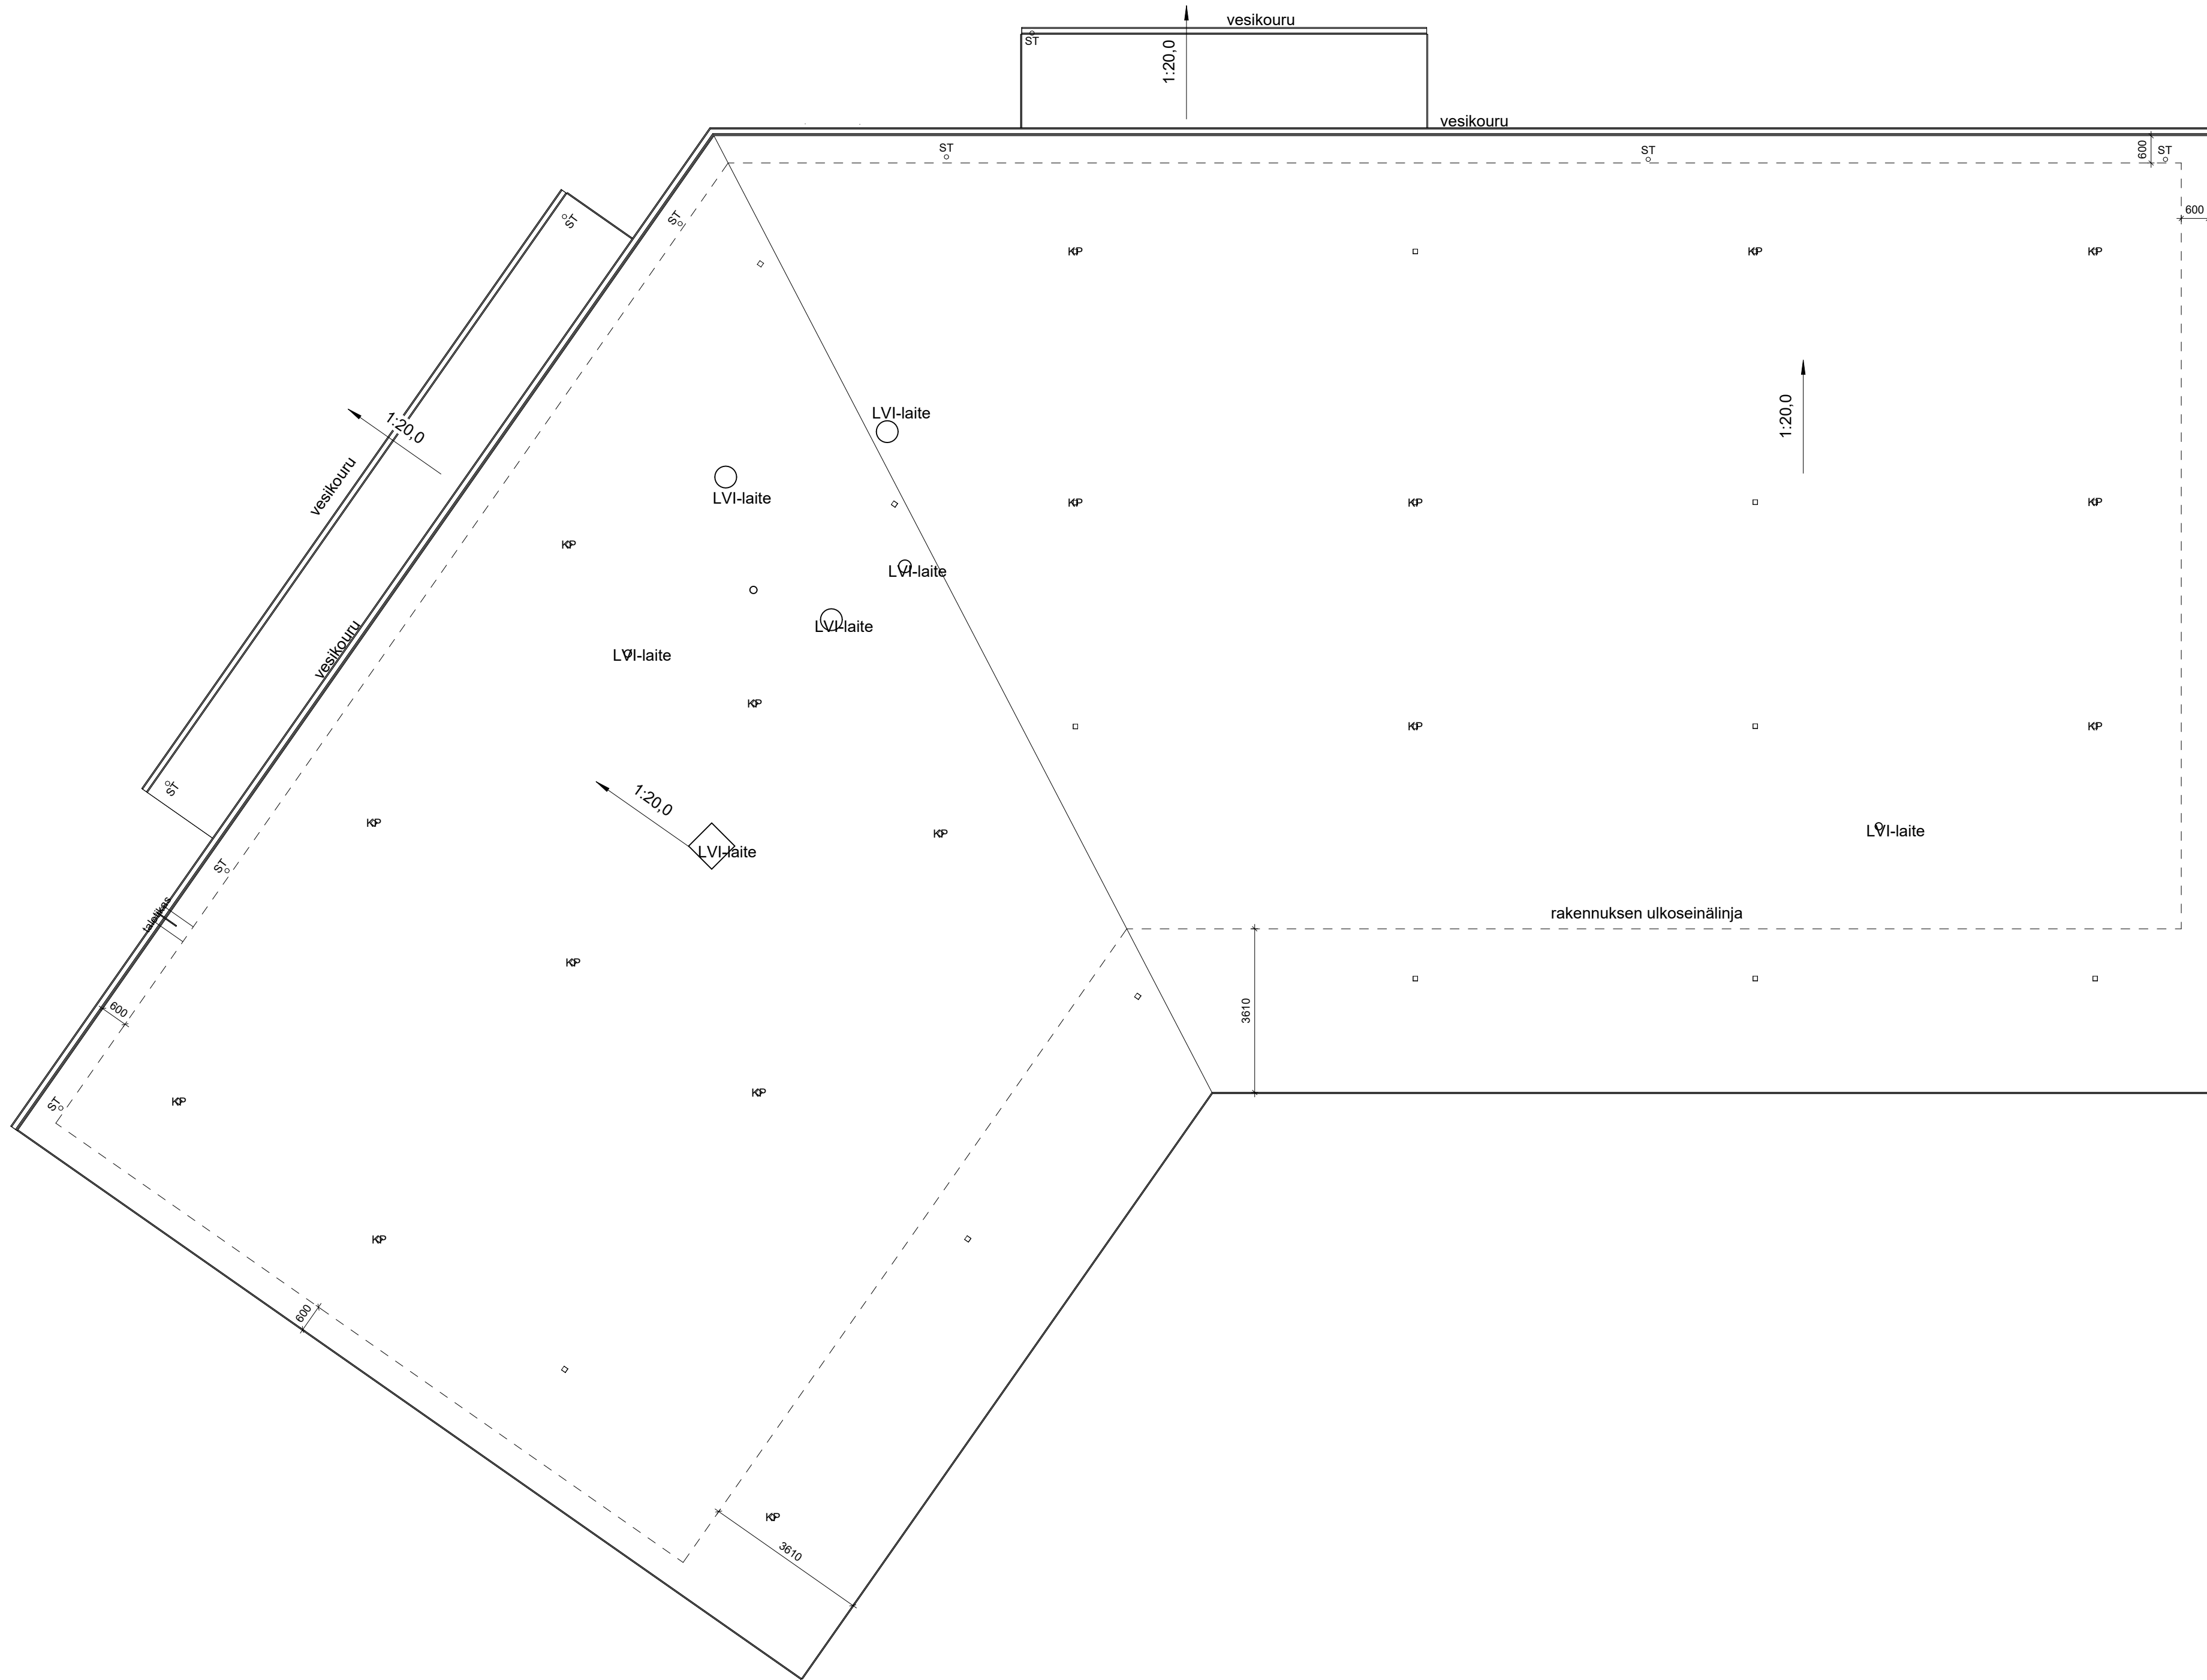 vesikouru
ST
1:20,0
vesikouru
ST
ST
ST
600
600
ST
ST
KP
KP
KP
LVI-laite
1:20,0
1:20,0
LVI-laite
vesikouru
KP
KP
KP
KP
LVI-laite
LVI-laite
vesikouru
LVI-laite
KP
KP
KP
ST
1:20,0
KP
KP
LVI-laite
LVI-laite
ST
talotikas
rakennuksen ulkoseinälinja
KP
600
3610
ST
KP
KP
KP
600
KP
3610